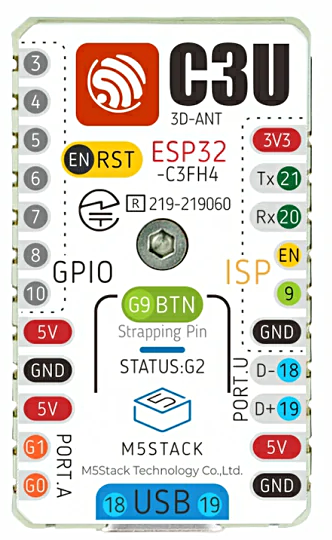 C3U
3D-ANT
EN RST
ESP32
-C3FH4
R 219-219060
3
4
5
6
7
8
10
GPIO
5V
GND
5V
G1
G0
PORT.A
3V3
Tx 21
Rx 20
EN
9
ISP
GND
D- 18
D+ 19
PORT.U
5V
GND
G9 BTN
Strapping Pin
STATUS:G2
M5STACK
M5Stack Technology Co.,Ltd.
18 USB 19